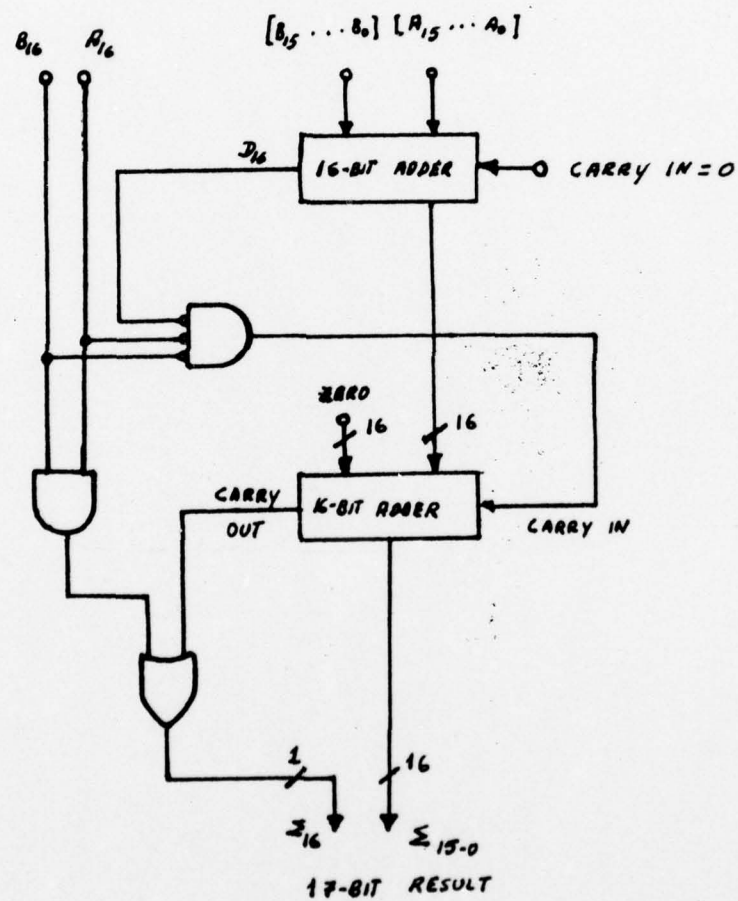 B16 A16
[B15 ... B0] [A15 ... A0]
D16
16-BIT ADDER
CARRY IN = 0
ZERO
16
16
CARRY OUT
16-BIT ADDER
CARRY IN
1
16
Σ16
Σ15-0
17-BIT RESULT